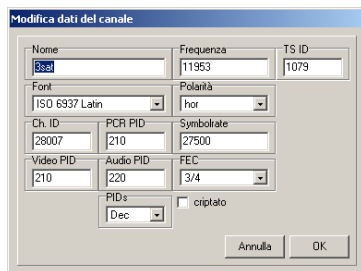 Modifica dati del canale
Nome Frequenza TS ID
3sat 11953 1079
Font Polarità
ISO 6937 Latin hor
Ch. ID PCR PID Symbolrate
28007 210 27500
Video PID Audio PID FEC
210 220 3/4
PIDs
Dec criptato
Annulla OK